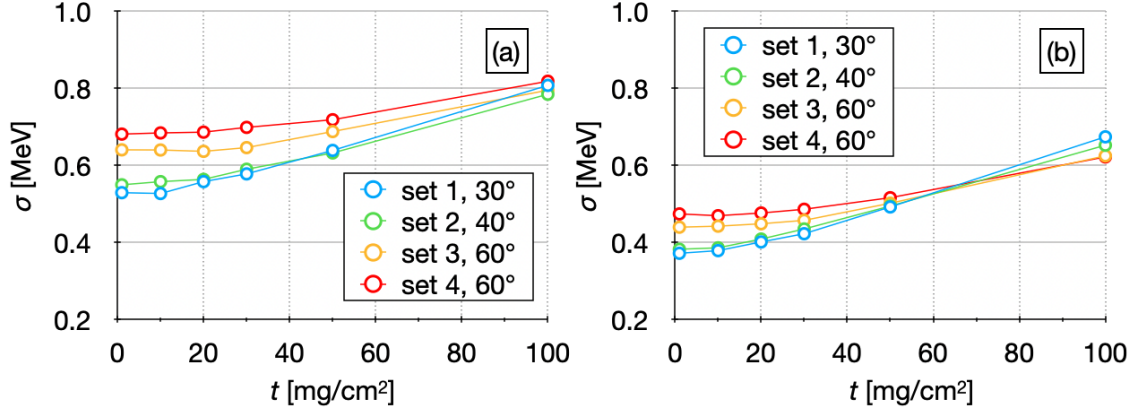 1.0
0.8
0.6
0.4
0.2
σ [MeV]
(a)
set 1, 30°
set 2, 40°
set 3, 60°
set 4, 60°
0 20 40 60 80 100
t [mg/cm²]
1.0
0.8
0.6
0.4
0.2
σ [MeV]
(b)
set 1, 30°
set 2, 40°
set 3, 60°
set 4, 60°
0 20 40 60 80 100
t [mg/cm²]